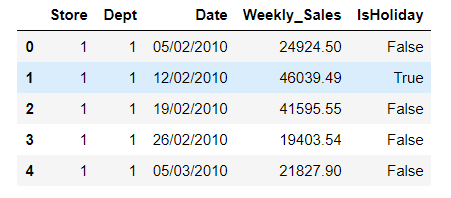 Store Dept Date Weekly_Sales IsHoliday
0 1 1 05/02/2010 24924.50 False
1 1 1 12/02/2010 46039.49 True
2 1 1 19/02/2010 41595.55 False
3 1 1 26/02/2010 19403.54 False
4 1 1 05/03/2010 21827.90 False